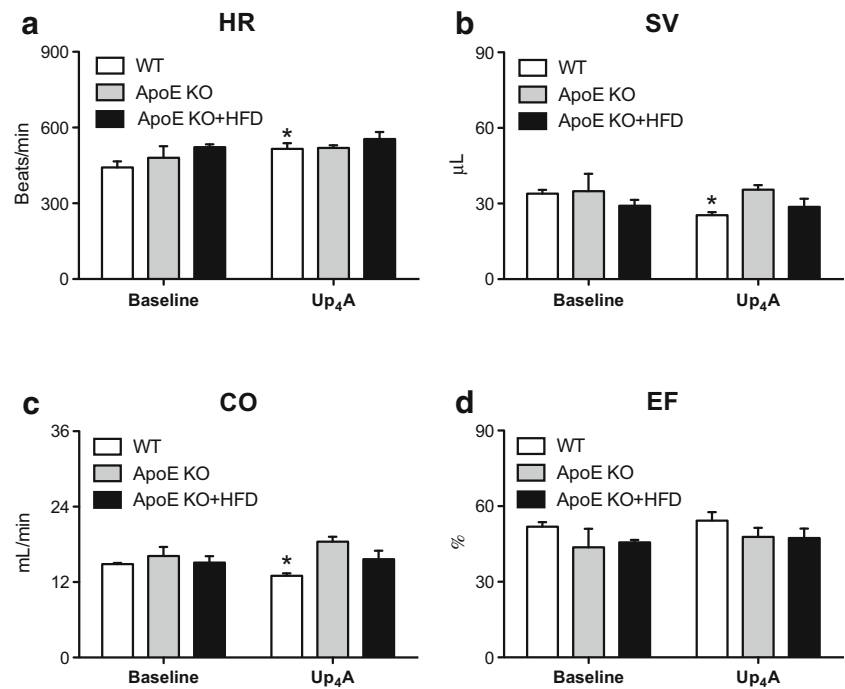 a HR
Beats/min
900
600
300
0
WT
ApoE KO
ApoE KO+HFD
*
Baseline Up₄A
b SV
µL
90
60
30
0
WT
ApoE KO
ApoE KO+HFD
*
Baseline Up₄A
c CO
mL/min
36
24
12
0
WT
ApoE KO
ApoE KO+HFD
*
Baseline Up₄A
d EF
%
90
60
30
0
WT
ApoE KO
ApoE KO+HFD
Baseline Up₄A